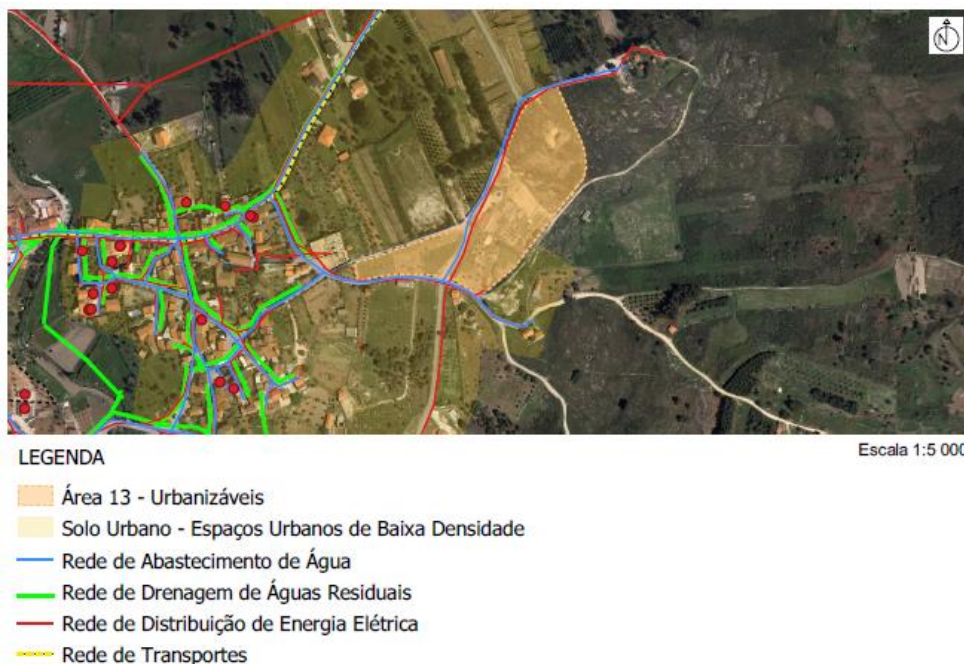 N
Escala 1:5 000
LEGENDA
Área 13 - Urbanizáveis
Solo Urbano - Espaços Urbanos de Baixa Densidade
Rede de Abastecimento de Água
Rede de Drenagem de Águas Residuais
Rede de Distribuição de Energia Elétrica
Rede de Transportes